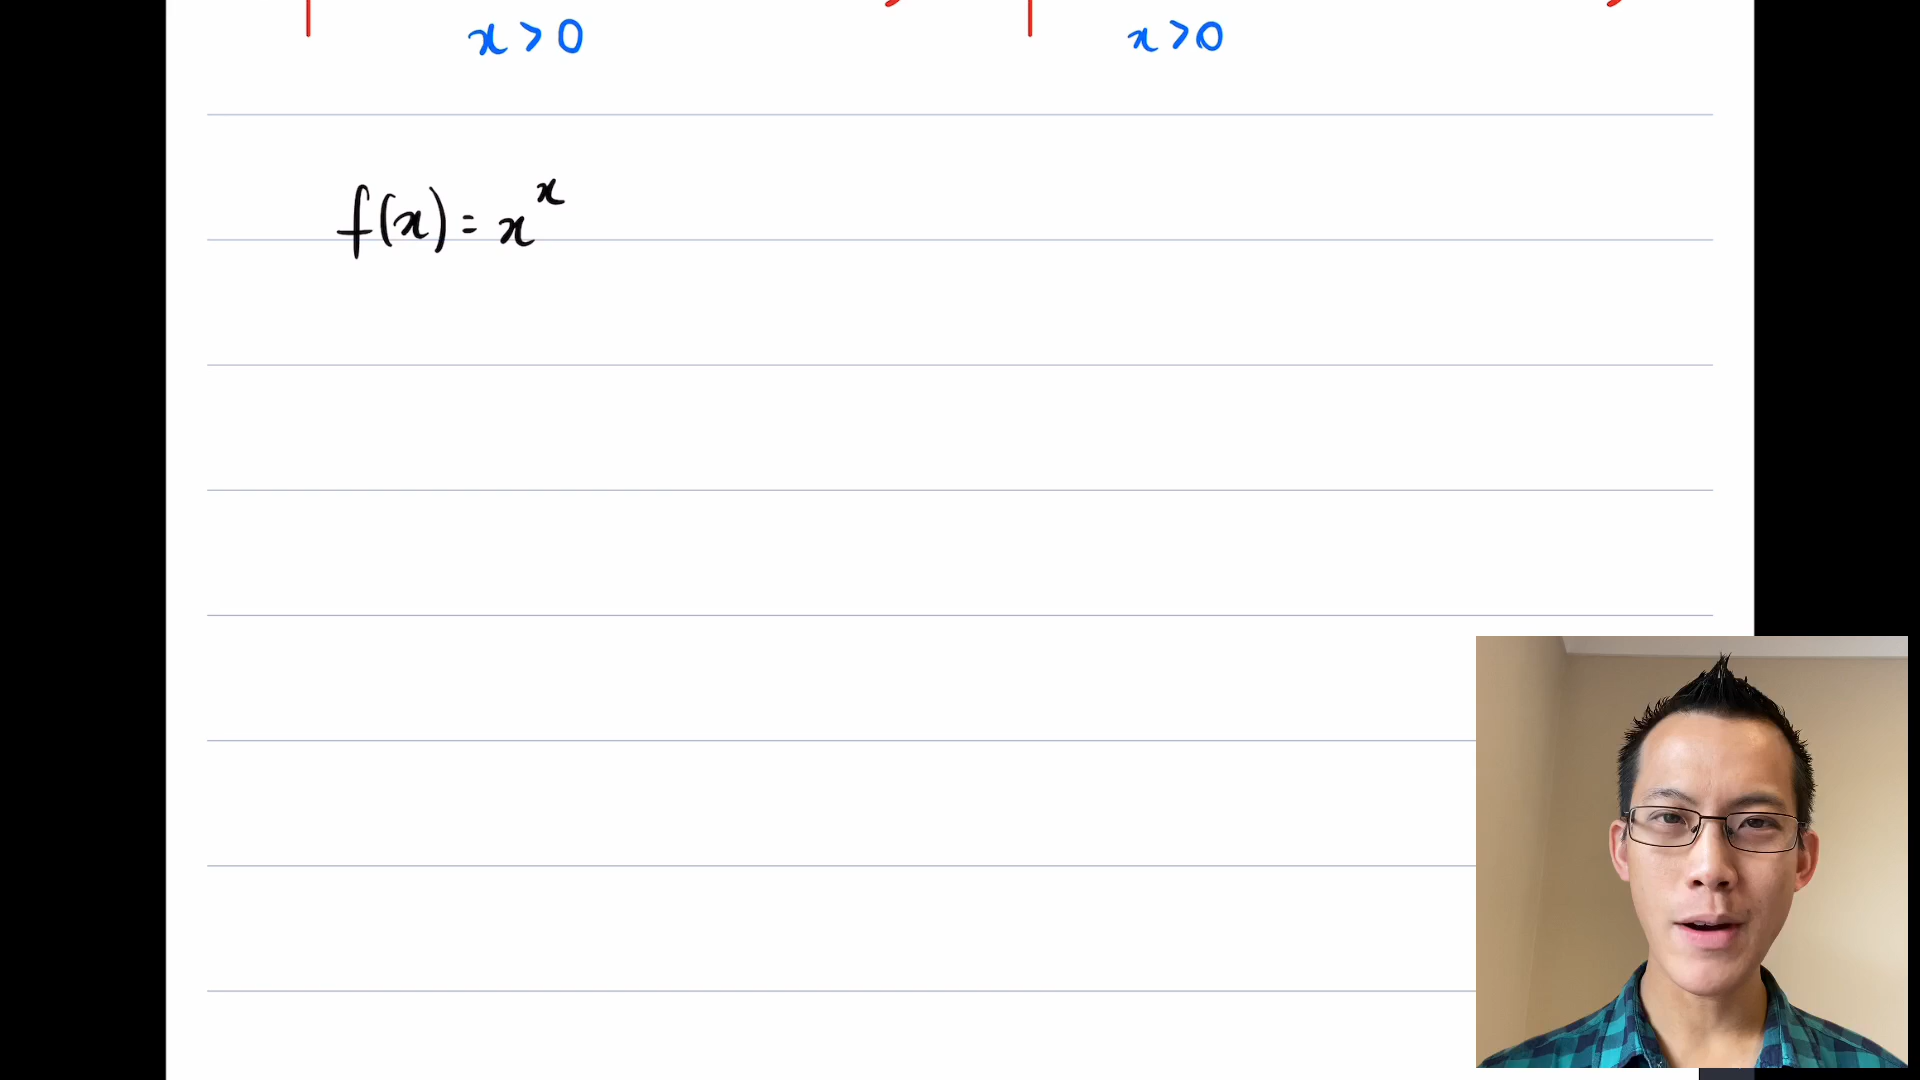 x > 0 x > 0
f(x) = x^x